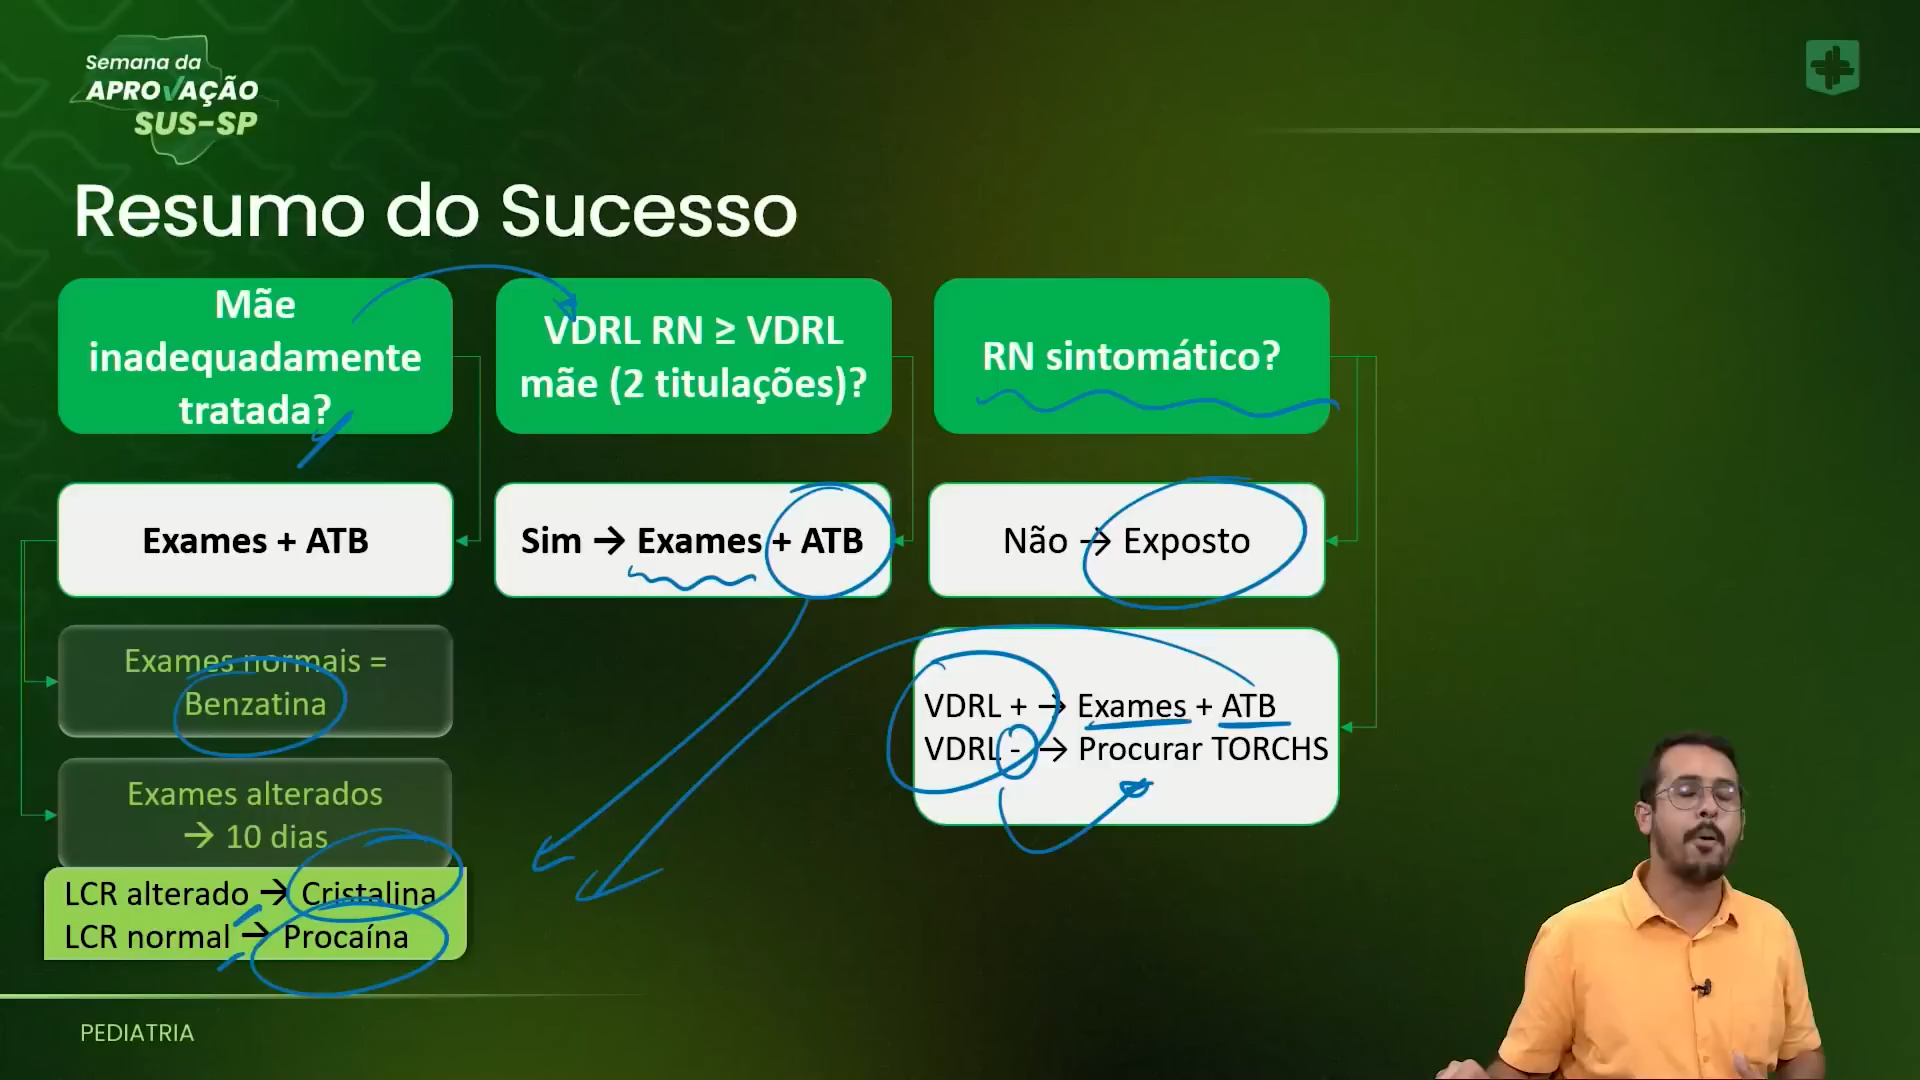 Semana da
APROVAÇÃO
SUS-SP
Resumo do Sucesso
Mãe
inadequadamente
tratada?
VDRL RN ≥ VDRL
mãe (2 titulações)?
RN sintomático?
Exames + ATB
Sim → Exames + ATB
Não → Exposto
Exames normais =
Benzatina
VDRL + → Exames + ATB
VDRL - → Procurar TORCHS
Exames alterados
→ 10 dias
LCR alterado → Cristalina
LCR normal → Procaína
PEDIATRIA